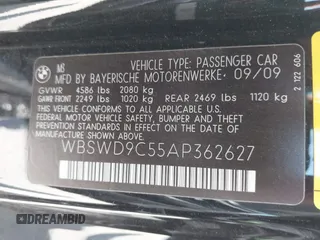 MS VEHICLE TYPE: PASSENGER CAR
MFD BY BAYERISCHE MOTORENWERKE 09/09
GVWR 4586 LBS 2080 kg
GAWR FRONT 2249 lbs 1020 kg REAR 2469 lbs 1120 kg
THIS VEHICLE CONFORMS TO ALL APPLICABLE
U.S. FEDERAL MOTOR VEHICLE SAFETY
BUMPER AND THEFT PREVENTION STANDARDS IN
EFFECT ON THE DATE OF MANUFACTURE SHOWN ABOVE
WBSWD9C55AP362627
2 122 606
DREAMBID